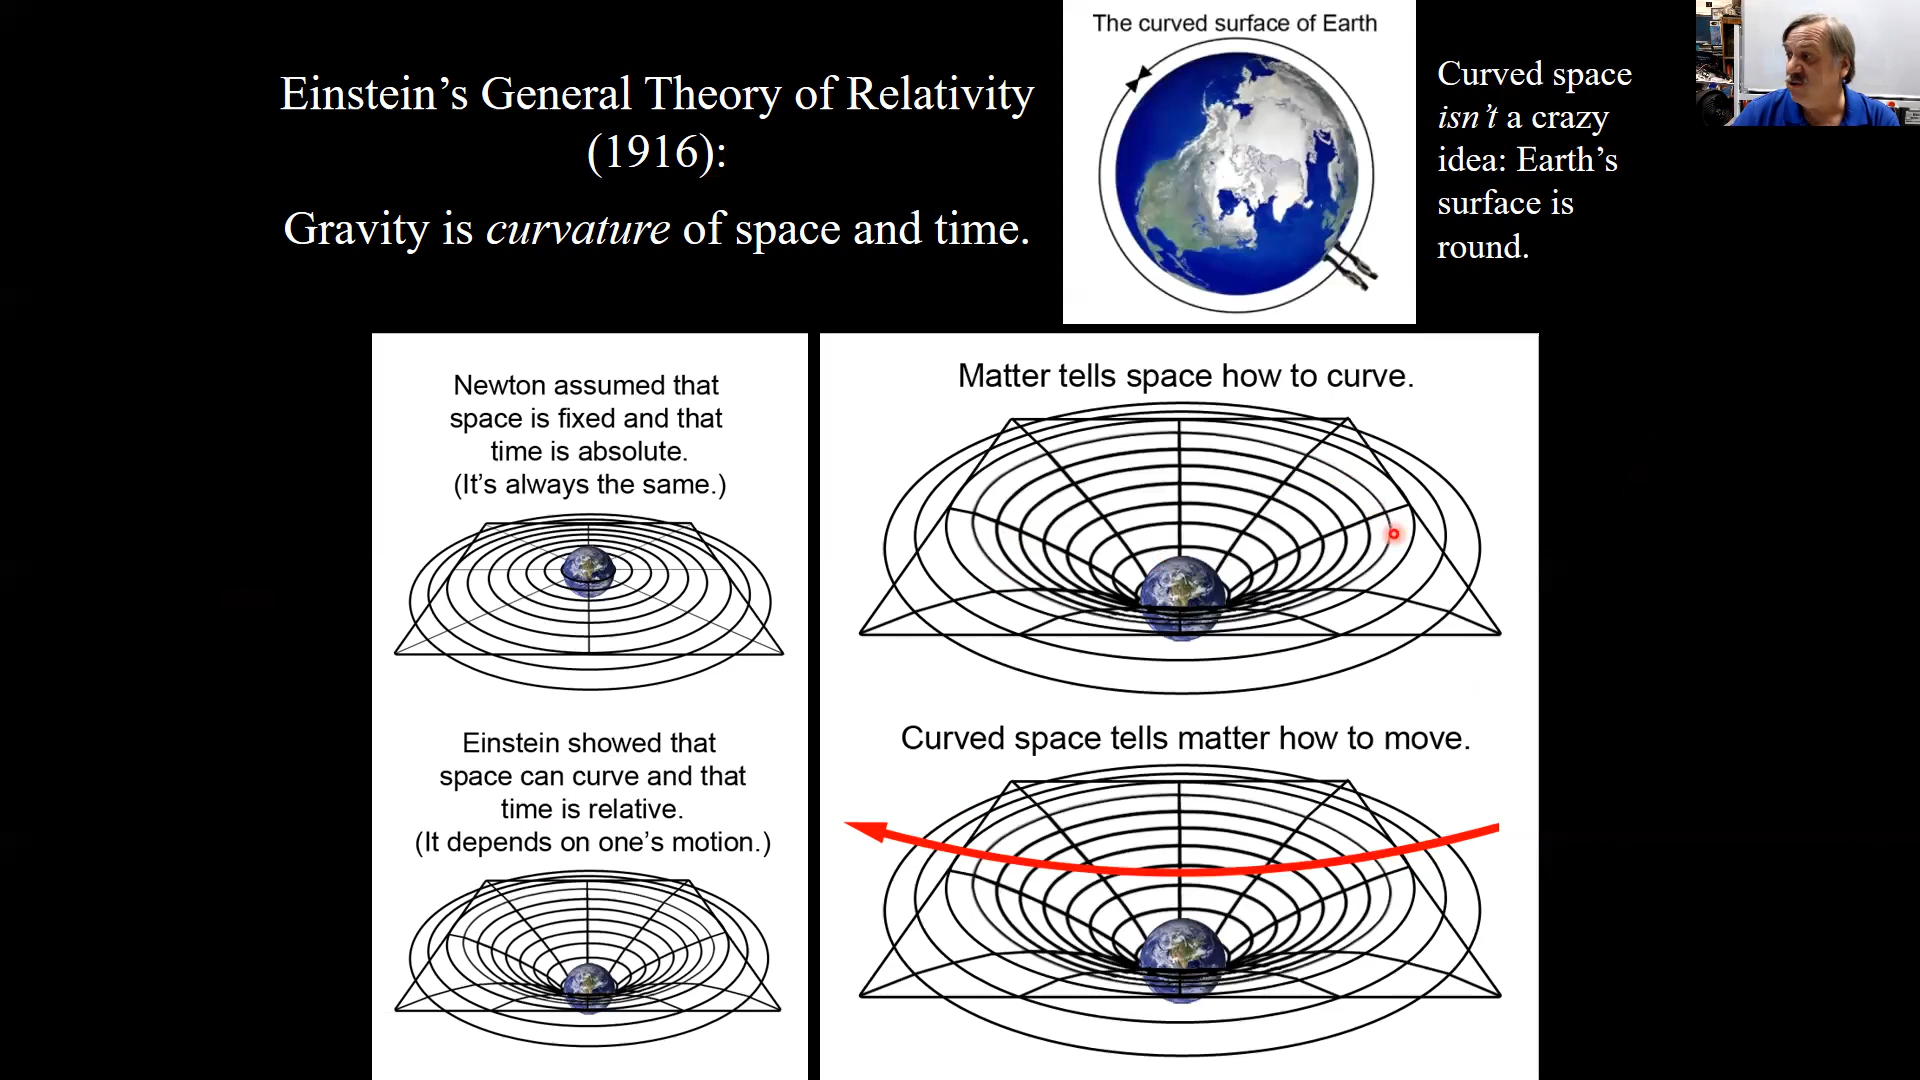 Einstein’s General Theory of Relativity
(1916):
Gravity is curvature of space and time.
The curved surface of Earth
Curved space
isn’t a crazy
idea: Earth’s
surface is
round.
Newton assumed that
space is fixed and that
time is absolute.
(It’s always the same.)
Einstein showed that
space can curve and that
time is relative.
(It depends on one’s motion.)
Matter tells space how to curve.
Curved space tells matter how to move.